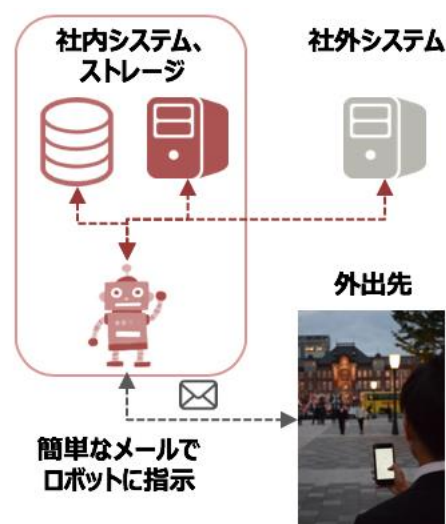 社内システム、
ストレージ
社外システム
外出先
簡単なメールで
ロボットに指示